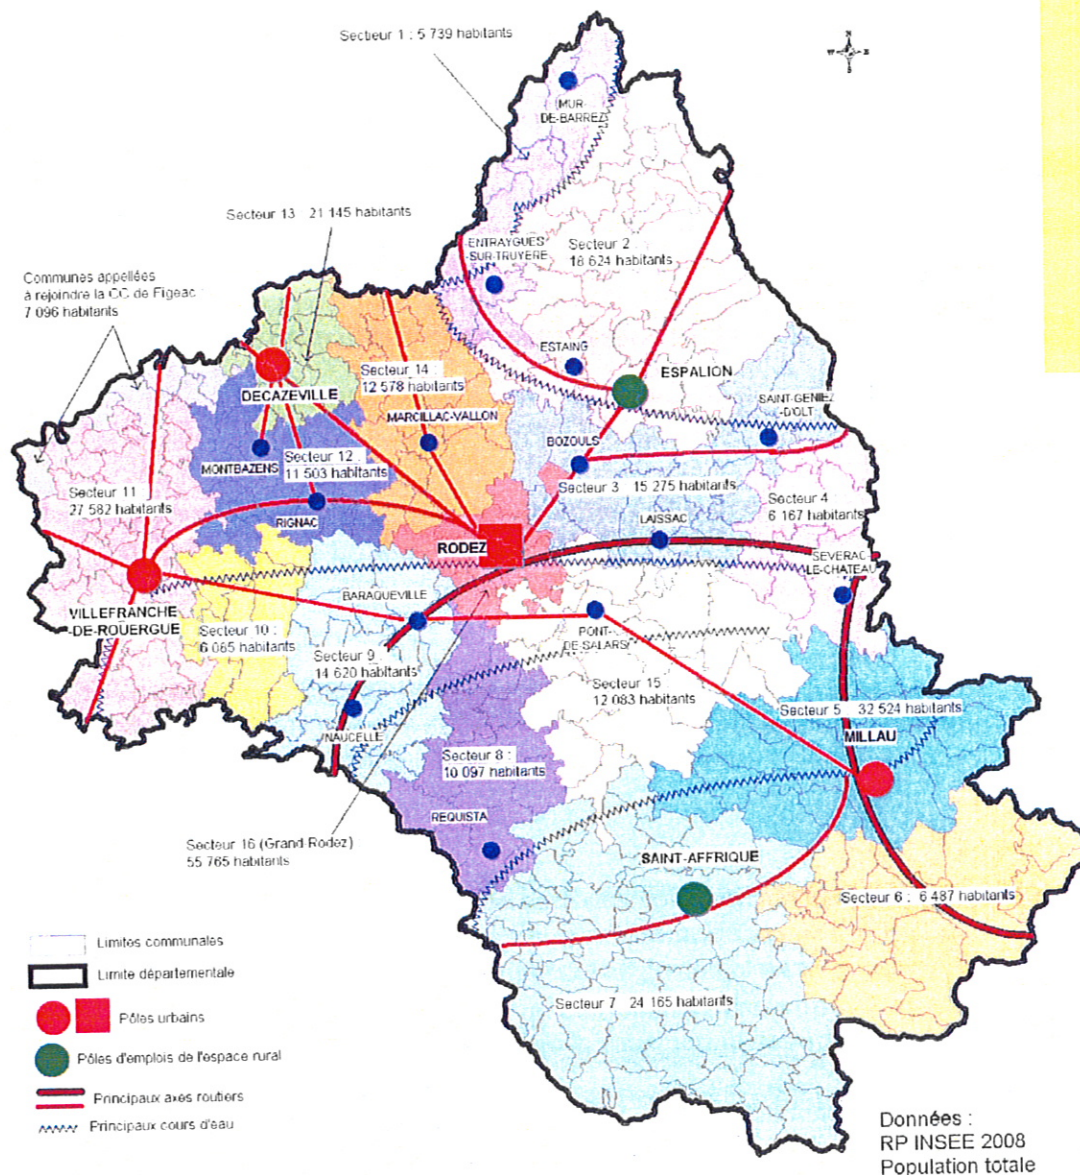 Secteur 1 : 5 739 habitants
N
W E
S
MUR-
DE-BARREZ
Secteur 13 21 145 habitants
ENTRAYGUES
-SUR-TRUYERE
Secteur 2 :
18 624 habitants
Communes appellées
à rejoindre la CC de Figeac
7 096 habitants
ESTAING
ESPALION
Secteur 14 :
12 578 habitants
DECAZEVILLE
SAINT-GENIEZ
-D'OLT
MARCILLAC-VALLON
BOZOULS
MONTBAZENS
Secteur 12 :
11 503 habitants
Secteur 3 15 275 habitants
Secteur 11
27 582 habitants
Secteur 4
6 167 habitants
RIGNAC
LAISSAC
RODEZ
SEVERAC-
LE-CHATEAU
BARAQUEVILLE
VILLEFRANCHE
-DE-ROUERGUE
Secteur 10 :
6 065 habitants
PONT-
DE-SALARS
Secteur 9
14 620 habitants
Secteur 15
12 083 habitants
Secteur 5 32 524 habitants
NAUCELLE
MILLAU
Secteur 8 :
10 097 habitants
REQUISTA
Secteur 16 (Grand Rodez)
55 765 habitants
SAINT-AFFRIQUE
Secteur 6 : 6 487 habitants
Secteur 7 24 165 habitants
Limites communales
Limite départementale
Pôles urbains
Pôles d'emplois de l'espace rural
Principaux axes routiers
Principaux cours d'eau
Données :
RP INSEE 2008
Population totale